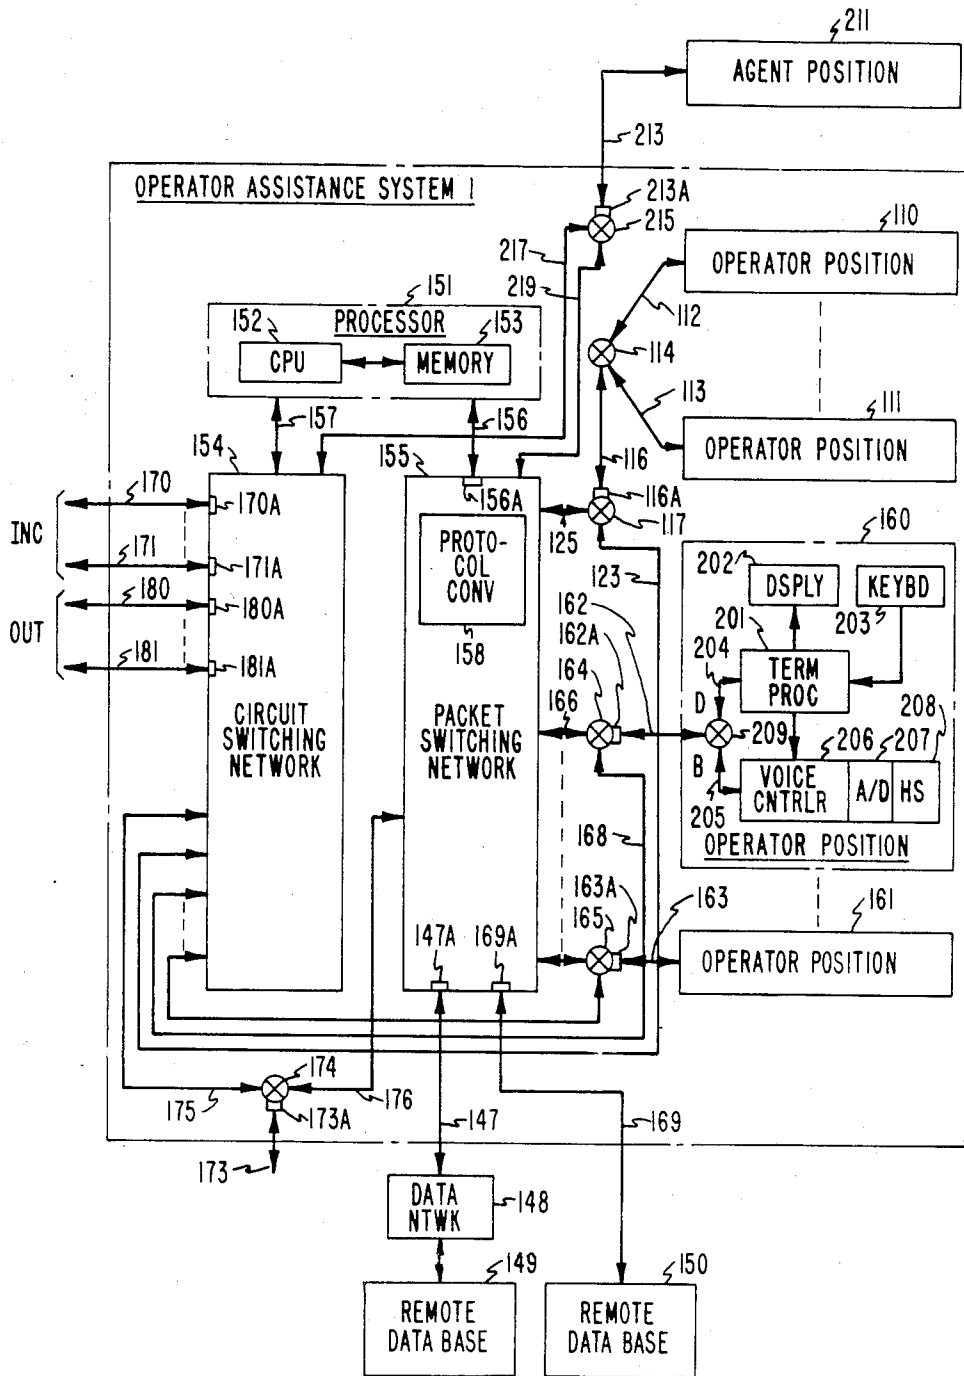 211
AGENT POSITION
213
OPERATOR ASSISTANCE SYSTEM 1
213A
215
217
219
110
OPERATOR POSITION
112
114
113
111
OPERATOR POSITION
151
PROCESSOR
152
153
CPU
MEMORY
157
156
154
155
116
170
170A
156A
116A
117
INC
171
171A
PROTO-
COL
CONV
125
123
160
180
180A
158
162
162A
164
202
DSPLY
KEYBD
203
201
204
OUT
181
181A
TERM
PROC
208
CIRCUIT
SWITCHING
NETWORK
PACKET
SWITCHING
NETWORK
166
D
209
206
207
B
VOICE
CNTRLR
A/D
HS
205
OPERATOR POSITION
168
163A
165
163
161
OPERATOR POSITION
147A
169A
174
175
173A
176
147
169
173
DATA
NTWK
148
149
150
REMOTE
DATA BASE
REMOTE
DATA BASE